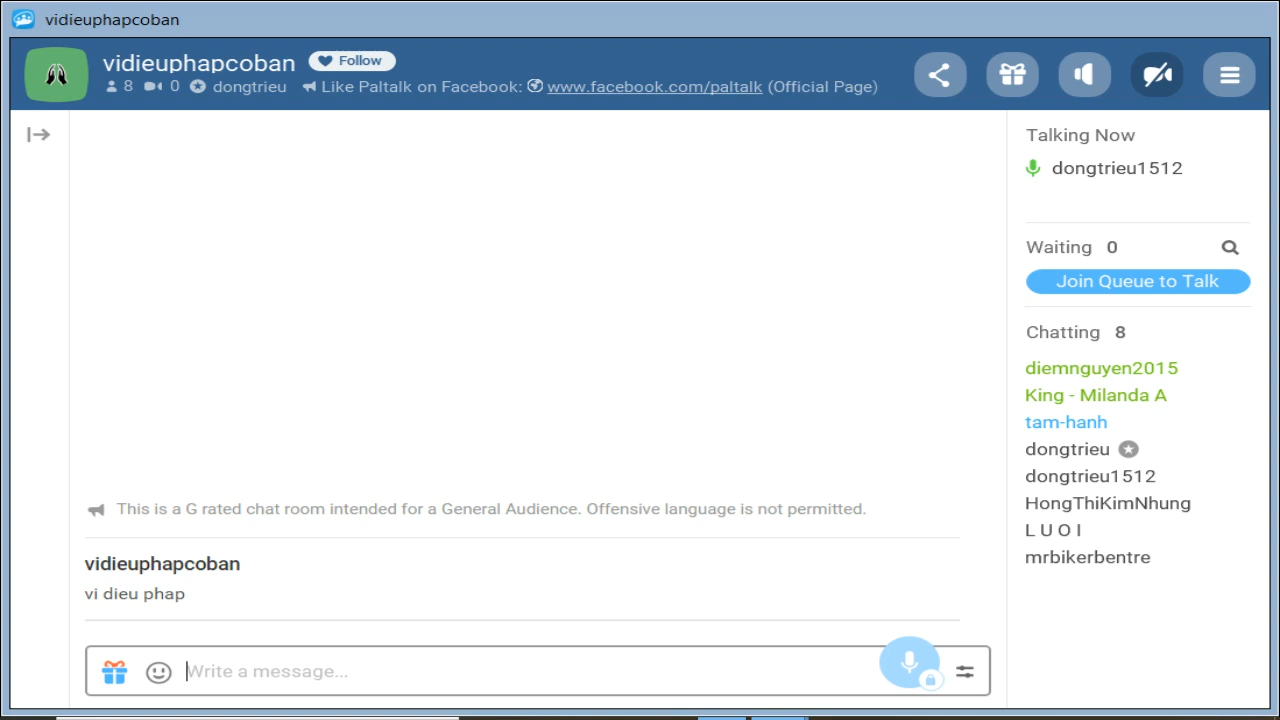 vidieuphapcoban
vidieuphapcoban Follow
8 0 dongtrieu Like Paltalk on Facebook: www.facebook.com/paltalk (Official Page)
Talking Now
dongtrieu1512
Waiting 0
Join Queue to Talk
Chatting 8
diemnguyen2015
King - Milanda A
tam-hanh
dongtrieu
dongtrieu1512
HongThiKimNhung
L U O I
mrbikerbentre
This is a G rated chat room intended for a General Audience. Offensive language is not permitted.
vidieuphapcoban
vi dieu phap
Write a message...